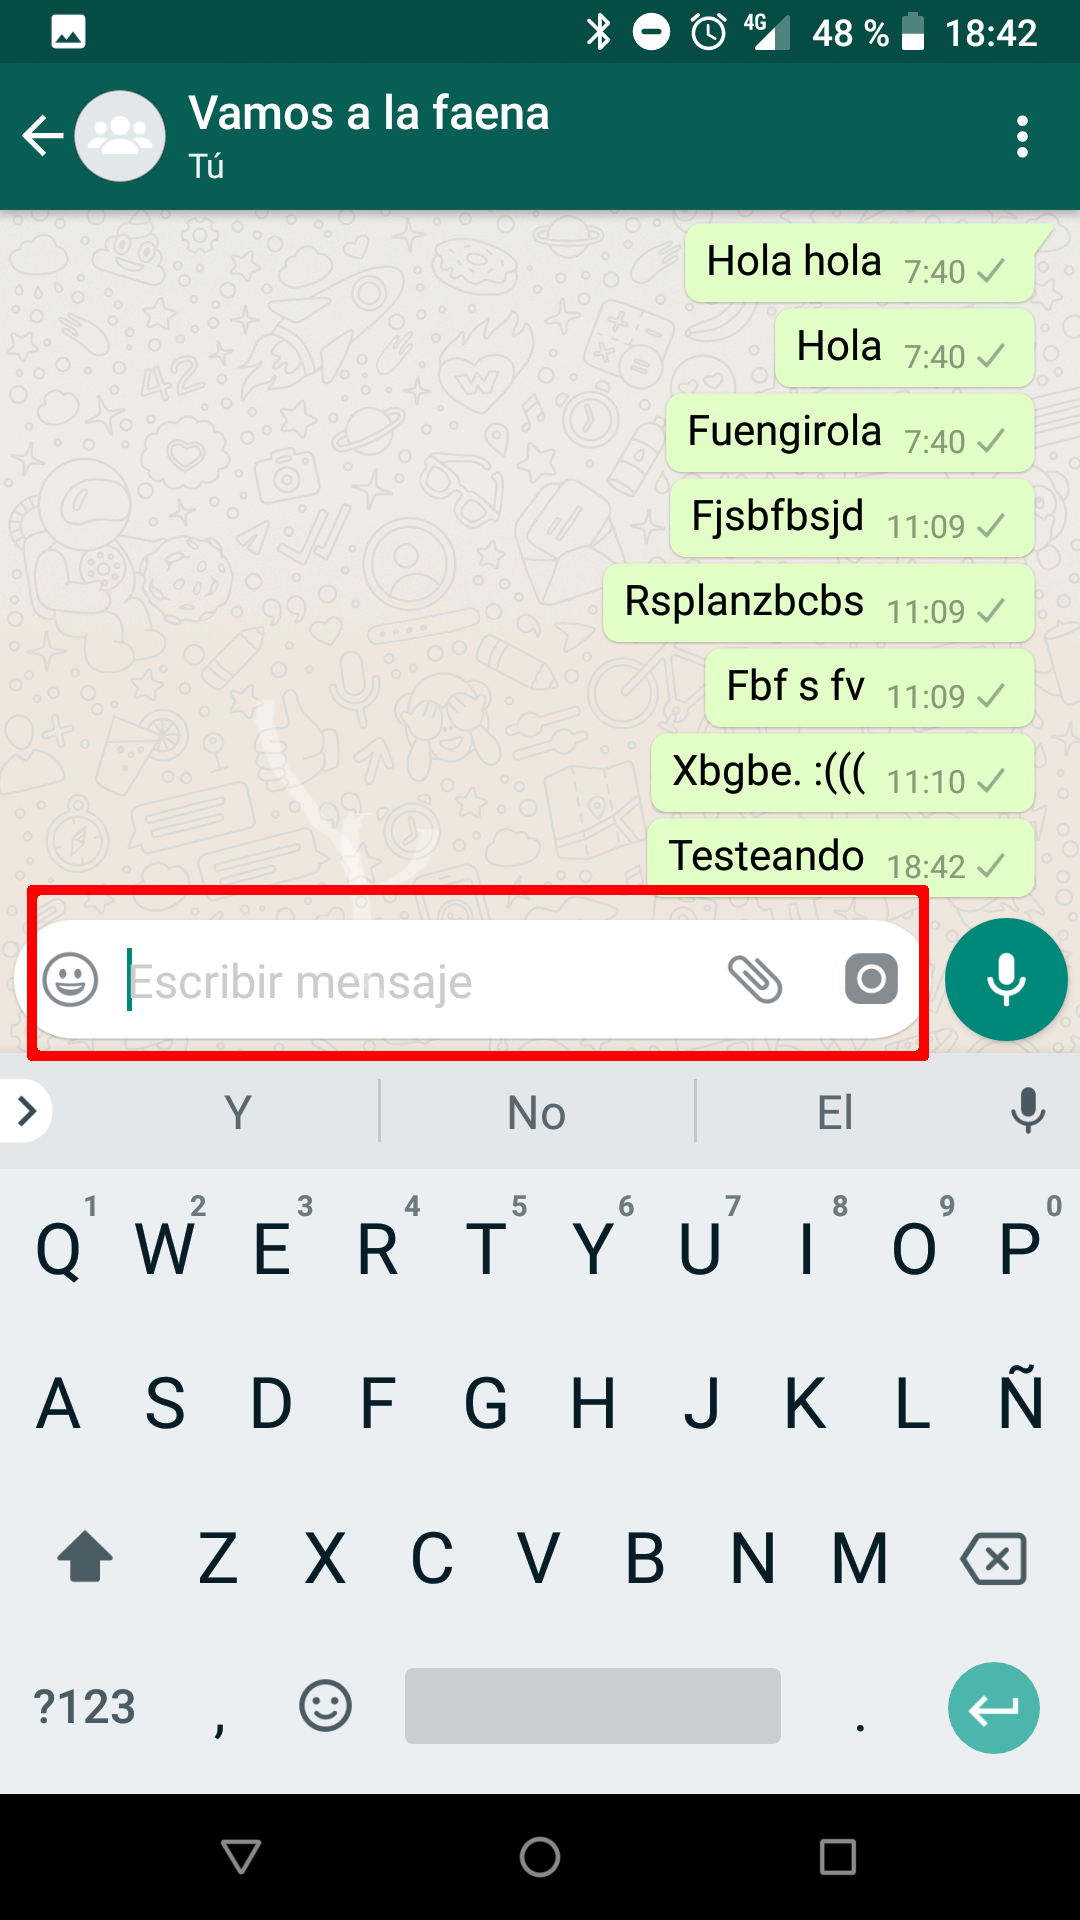 4G 48 % 18:42
Vamos a la faena
Tú
Hola hola 7:40
Hola 7:40
Fuengirola 7:40
Fjsbfbsjd 11:09
Rsplanzbcbs 11:09
Fbf s fv 11:09
Xbgbe. :((( 11:10
Testeando 18:42
Escribir mensaje
Y No El
1 2 3 4 5 6 7 8 9 0
Q W E R T Y U I O P
A S D F G H J K L Ñ
Z X C V B N M
?123 , .